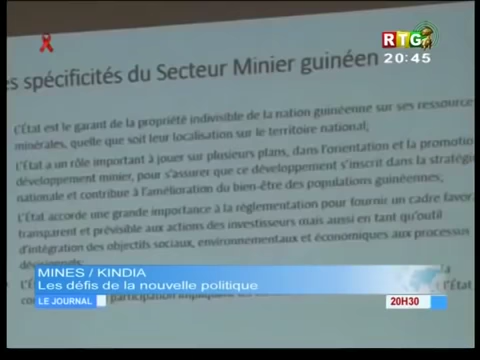 RTG
20:45
es spécificités du Secteur Minier guinéen
L'État est le garant de la propriété indivisible de la nation guinéenne sur ses ressource
minérales, quelle que soit leur localisation sur le territoire national;
L'État a un rôle important à jouer sur plusieurs plans, dans l'orientation et la promotio
développement minier, pour s'assurer que ce développement s'inscrit dans la stratégi
nationale et contribue à l'amélioration du bien-être des populations guinéennes;
L'État accorde une grande importance à la réglementation pour fournir un cadre favora
transparent et prévisible aux actions des investisseurs mais aussi en tant qu'outil
d'intégration des objectifs sociaux, environnementaux et économiques aux processus
MINES / KINDIA
Les défis de la nouvelle politique
la
l'État
participation
LE JOURNAL
20H30